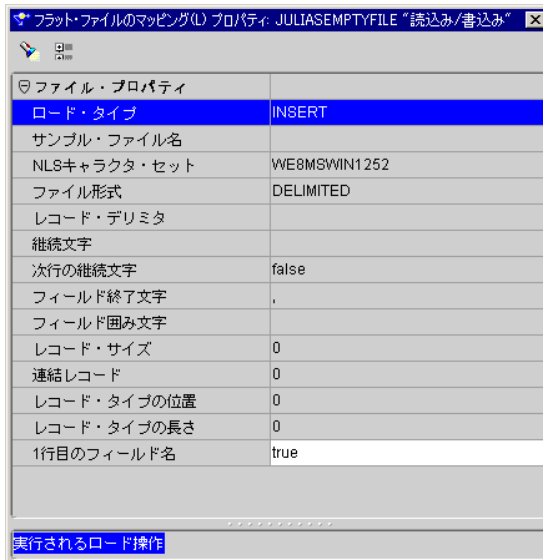 フラット・ファイルのマッピング(L) プロパティ: JULIASEMPTYFILE “読込み/書込み”
ファイル・プロパティ
ロード・タイプ INSERT
サンプル・ファイル名
NLSキャラクタ・セット WE8MSWIN1252
ファイル形式 DELIMITED
レコード・デリミタ
継続文字
次行の継続文字 false
フィールド終了文字 ,
フィールド囲み文字
レコード・サイズ 0
連結レコード 0
レコード・タイプの位置 0
レコード・タイプの長さ 0
1行目のフィールド名 true
実行されるロード操作